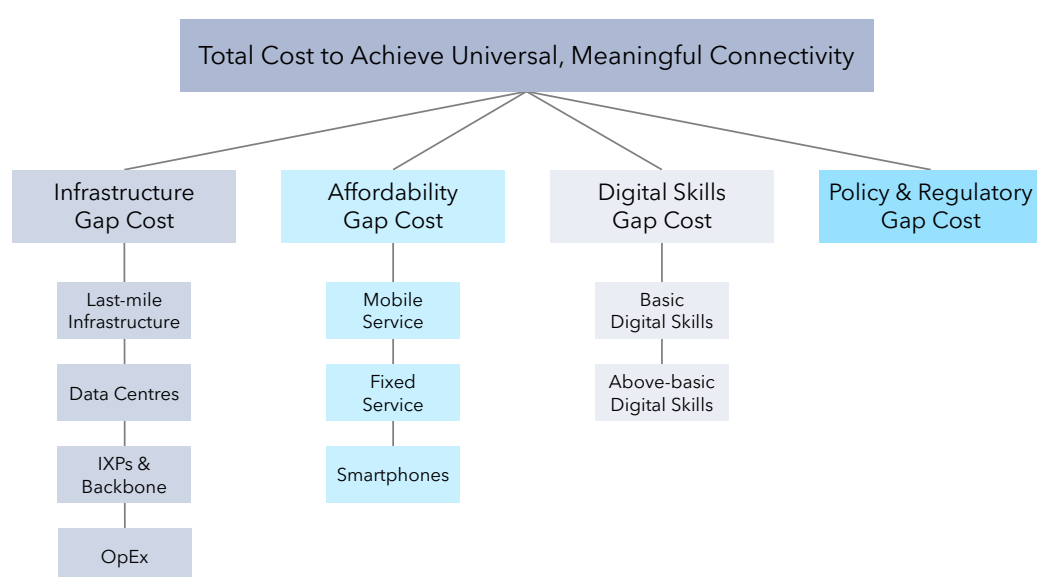 Total Cost to Achieve Universal, Meaningful Connectivity
Infrastructure
Gap Cost
Affordability
Gap Cost
Digital Skills
Gap Cost
Policy & Regulatory
Gap Cost
Last-mile
Infrastructure
Data Centres
IXPs &
Backbone
OpEx
Mobile
Service
Fixed
Service
Smartphones
Basic
Digital Skills
Above-basic
Digital Skills